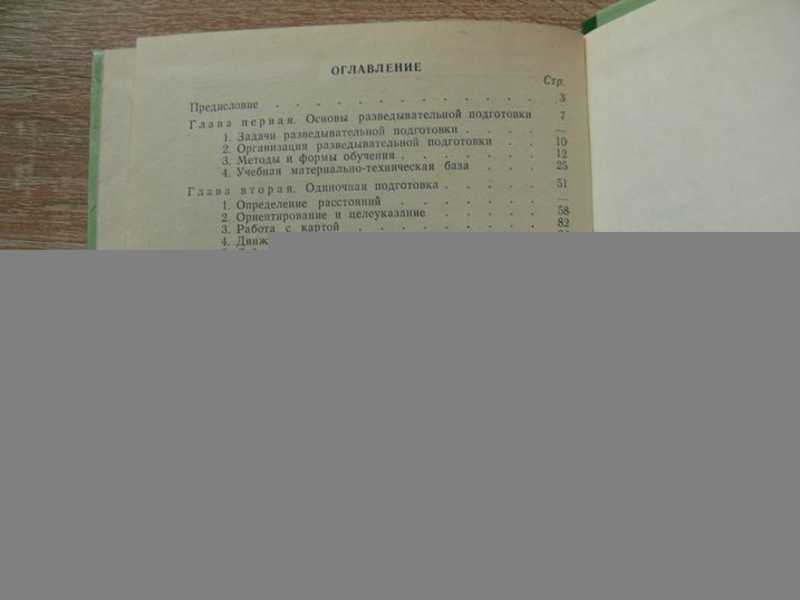 ОГЛАВЛЕНИЕ
Стр.
Предисловие . . . . . . . . . . . . . 3
Глава первая. Основы разведывательной подготовки 7
1. Задачи разведывательной подготовки . . . . —
2. Организация разведывательной подготовки . . 10
3. Методы и формы обучения . . . . . . . 12
4. Учебная материально-техническая база . . . 25
Глава вторая. Одиночная подготовка . . . . . 51
1. Определение расстояний . . . . . . . —
2. Ориентирование и целеуказание . . . . . 58
3. Работа с картой . . . . . . . . . 82
4. Движ